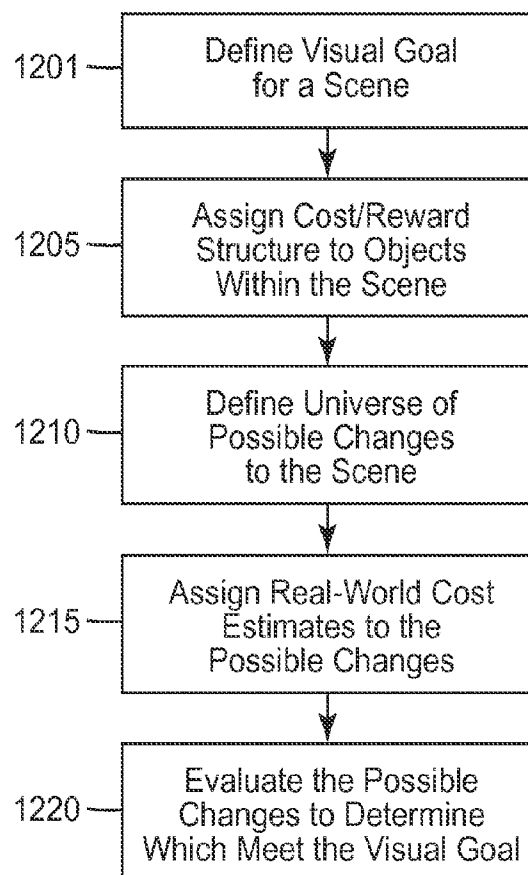 1201
Define Visual Goal
for a Scene
1205
Assign Cost/Reward
Structure to Objects
Within the Scene
1210
Define Universe of
Possible Changes
to the Scene
1215
Assign Real-World Cost
Estimates to the
Possible Changes
1220
Evaluate the Possible
Changes to Determine
Which Meet the Visual Goal